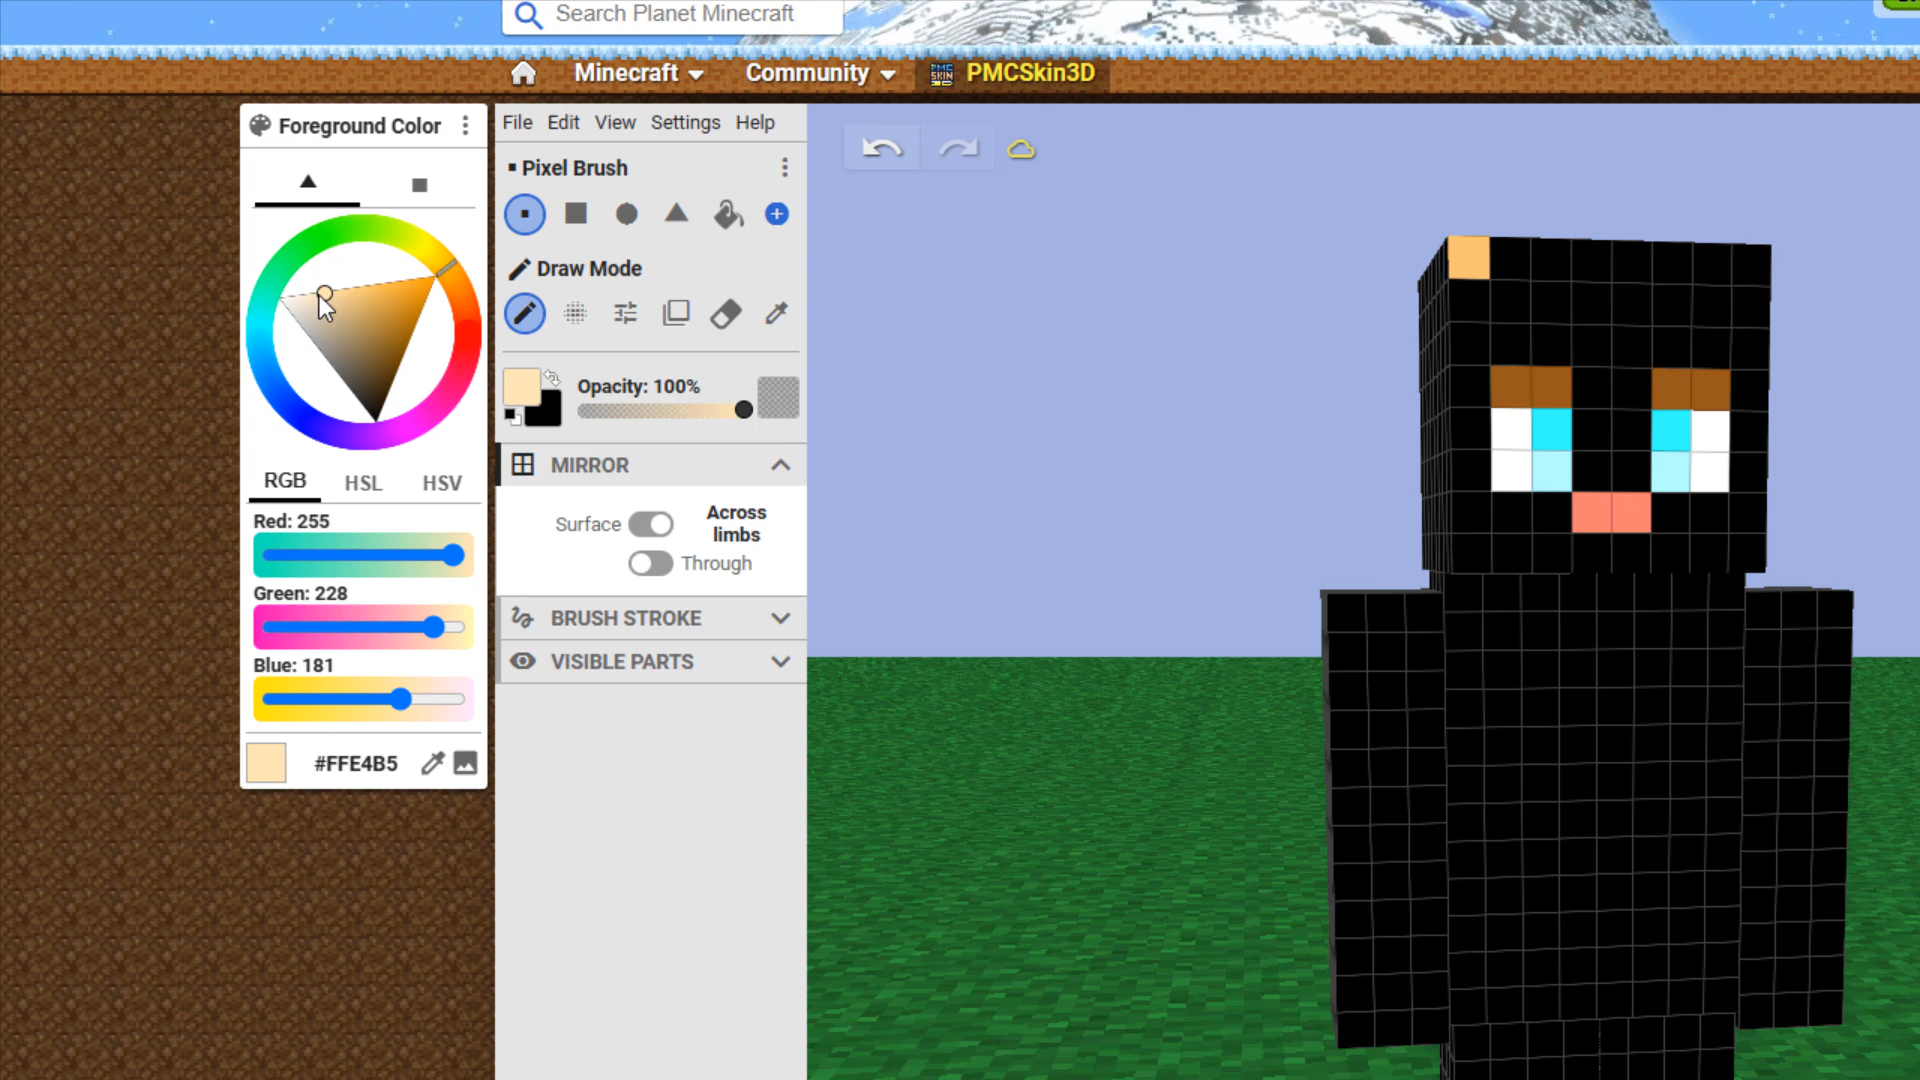 Search Planet Minecraft
Minecraft
Community
PMC
SKIN
PMCSkin3D
Foreground Color
File Edit View Settings Help
Pixel Brush
Draw Mode
Opacity: 100%
MIRROR
Surface
Across
limbs
Through
BRUSH STROKE
VISIBLE PARTS
RGB HSL HSV
Red: 255
Green: 228
Blue: 181
#FFE4B5